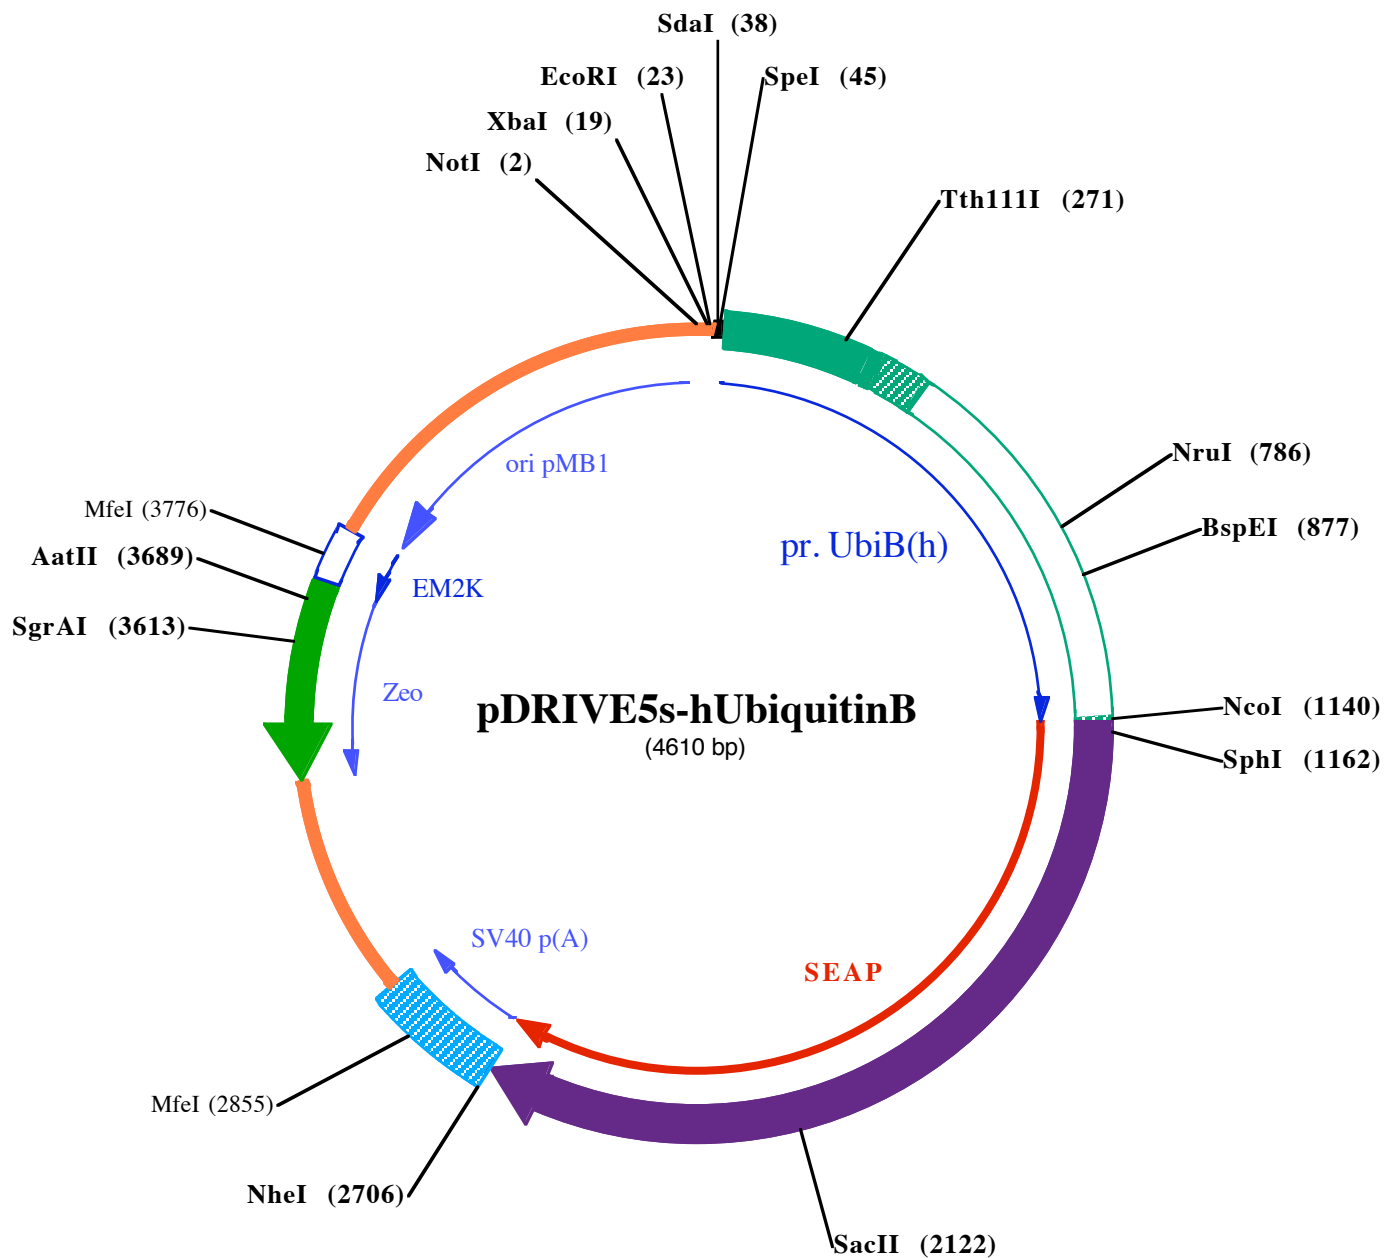 SdaI (38)
EcoRI (23)
SpeI (45)
XbaI (19)
NotI (2)
Tth111I (271)
NruI (786)
ori pMB1
MfeI (3776)
BspEI (877)
pr. UbiB(h)
AatII (3689)
EM2K
SgrAI (3613)
Zeo
pDRIVE5s-hUbiquitinB
(4610 bp)
NcoI (1140)
SphI (1162)
SV40 p(A)
SEAP
MfeI (2855)
NheI (2706)
SacII (2122)